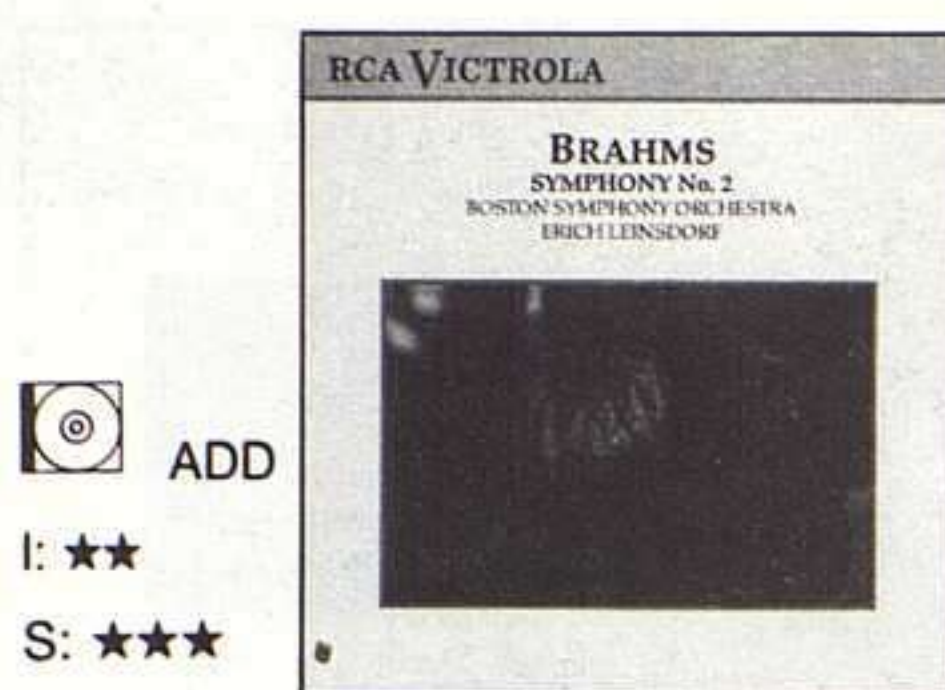 RCA VICTROLA
BRAHMS
SYMPHONY No. 2
BOSTON SYMPHONY ORCHESTRA
ERICH LEINSDORF
ADD
I: ★★
S: ★★★